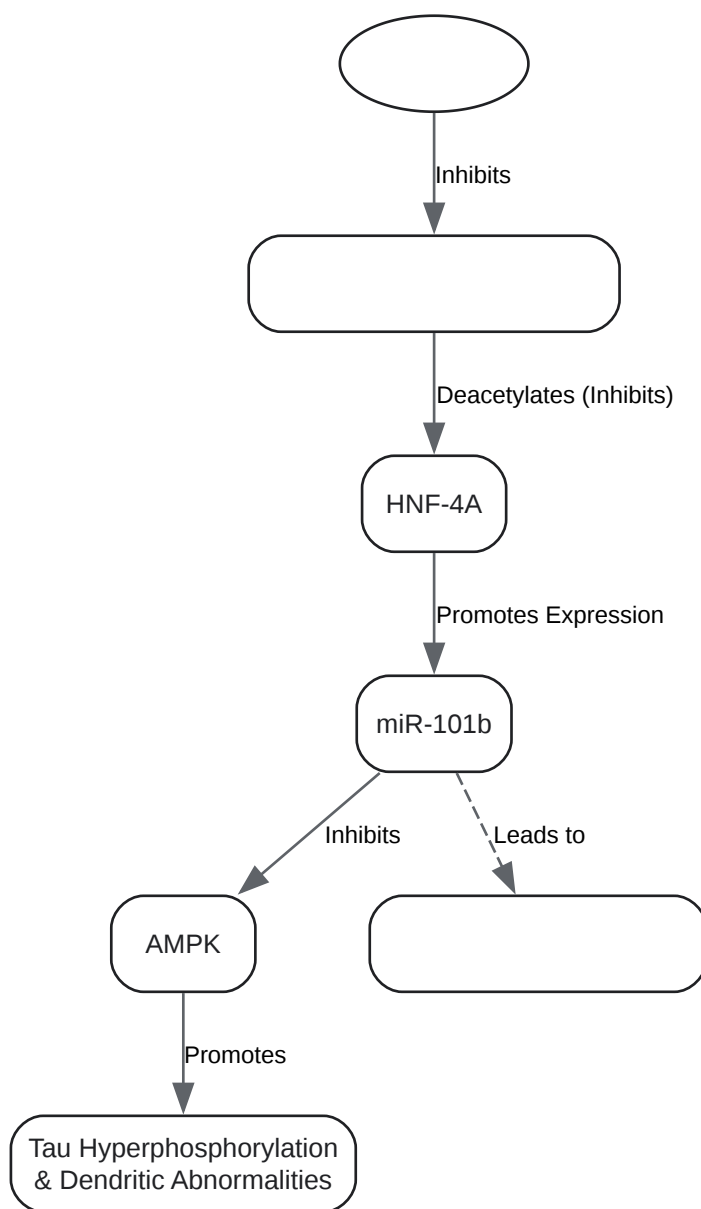 Inhibits
Deacetylates (Inhibits)
HNF-4A
Promotes Expression
miR-101b
Inhibits
Leads to
AMPK
Promotes
Tau Hyperphosphorylation
& Dendritic Abnormalities